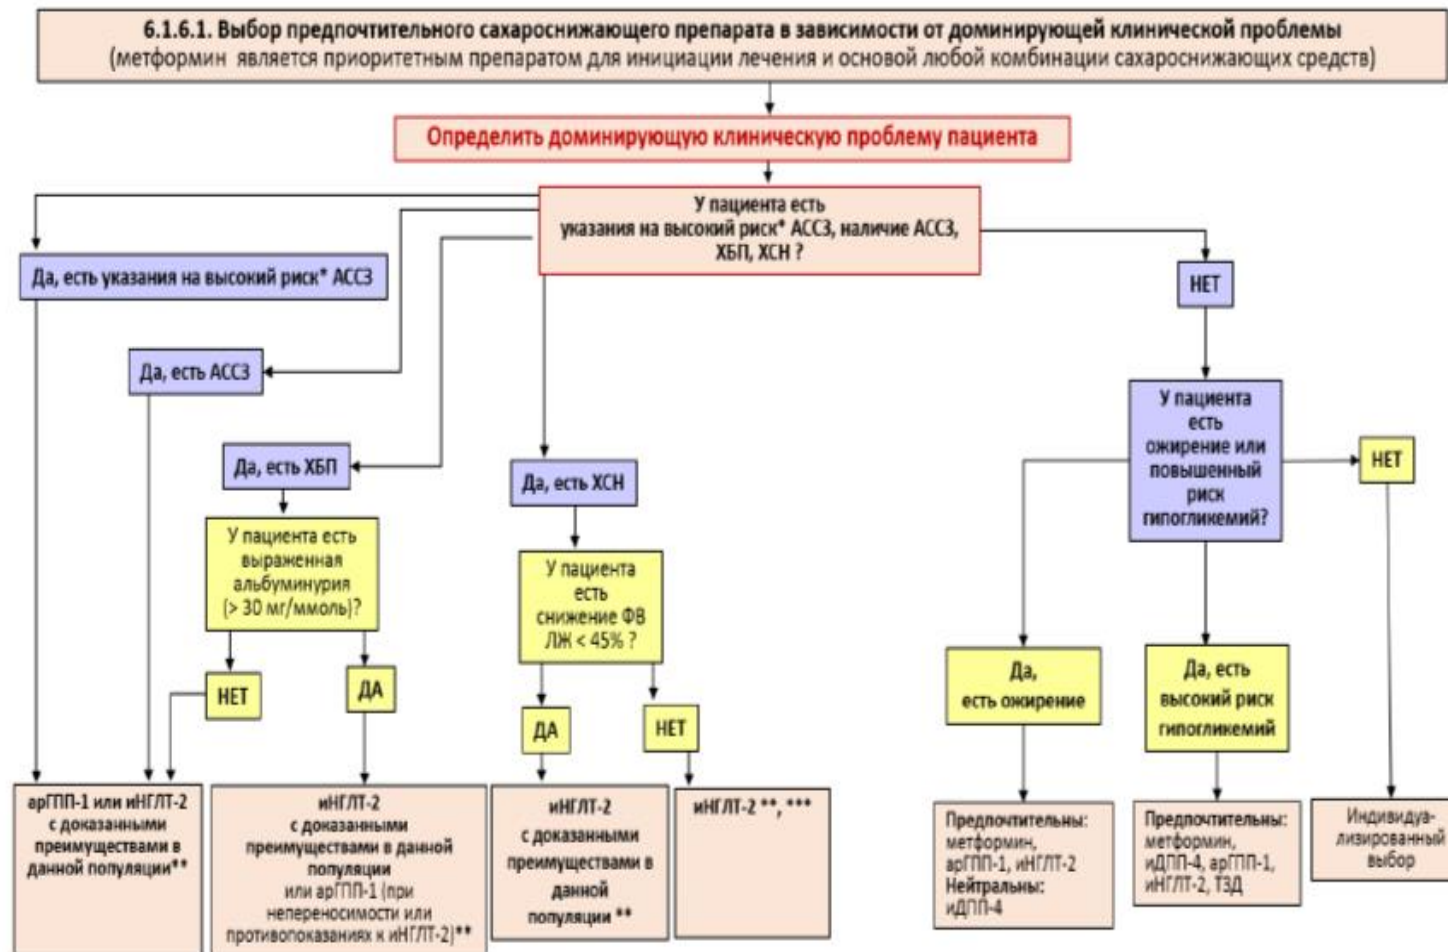 6.1.6.1. Выбор предпочтительного сахароснижающего препарата в зависимости от доминирующей клинической проблемы
(метформин является приоритетным препаратом для инициации лечения и основой любой комбинации сахароснижающих средств)
Определить доминирующую клиническую проблему пациента
У пациента есть
указания на высокий риск* АССЗ, наличие АССЗ,
ХБП, ХСН ?
Да, есть указания на высокий риск* АССЗ
НЕТ
Да, есть АССЗ
У пациента
есть
ожирение или
повышенный
риск
гипогликемий?
НЕТ
Да, есть ХБП
Да, есть ХСН
У пациента есть
выраженная
альбуминурия
(> 30 мг/ммоль)?
У пациента
есть
снижение ФВ
ЛЖ < 45% ?
НЕТ
ДА
ДА
НЕТ
Да,
есть ожирение
Да, есть
высокий риск
гипогликемий
арГПП-1 или иНГЛТ-2
с доказанными
преимуществами в
данной популяции**
иНГЛТ-2
с доказанными
преимуществами в данной
популяции
или арГПП-1 (при
непереносимости или
противопоказаниях к иНГЛТ-2)**
иНГЛТ-2
с доказанными
преимуществами в
данной
популяции **
иНГЛТ-2 **, ***
Предпочтительны:
метформин,
арГПП-1, иНГЛТ-2
Нейтральны:
иДПП-4
Предпочтительны:
метформин,
иДПП-4, арГПП-1,
иНГЛТ-2, ТЗД
Индивидуа-
лизированный
выбор